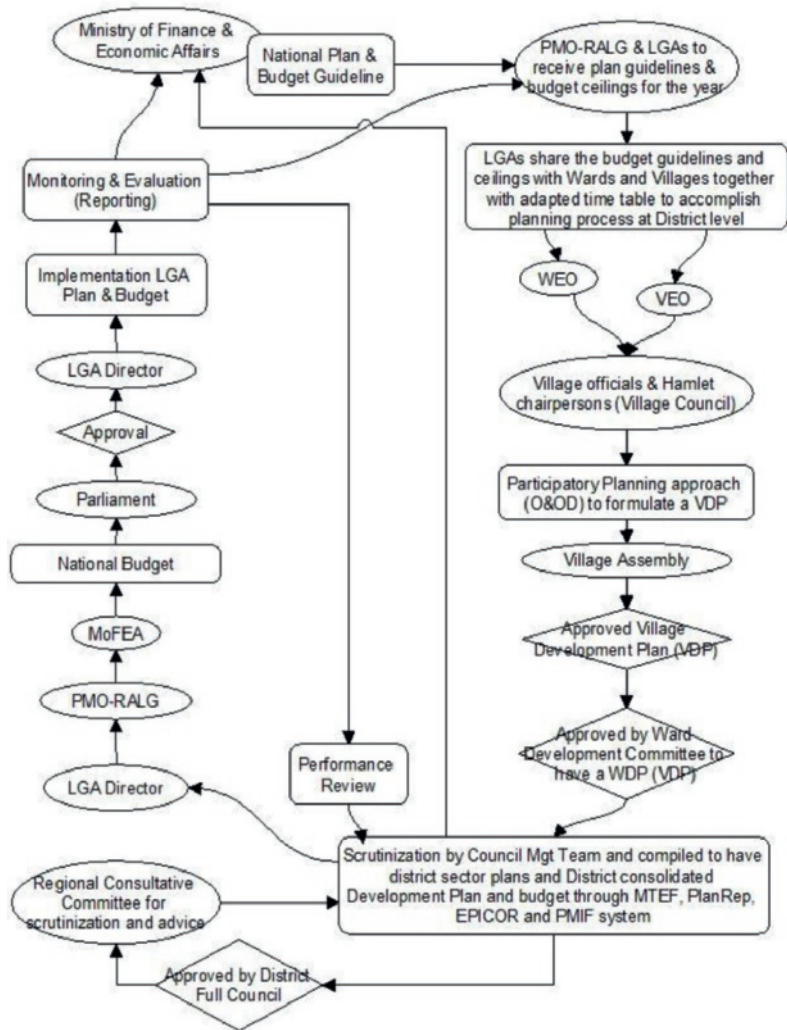 Ministry of Finance &
Economic Affairs
National Plan &
Budget Guideline
PMO-RALG & LGAs to
receive plan guidelines &
budget ceilings for the year
LGAs share the budget guidelines and
ceilings with Wards and Villages together
with adapted time table to accomplish
planning process at District level
WEO
VEO
Village officials & Hamlet
chairpersons (Village Council)
Participatory Planning approach
(O&OD) to formulate a VDP
Village Assembly
Approved Village
Development Plan (VDP)
Approved by Ward
Development Committee to
have a WDP (VDP)
Scrutinization by Council Mgt Team and compiled to have
district sector plans and District consolidated
Development Plan and budget through MTEF, PlanRep,
EPICOR and PMIF system
Approved by District
Full Council
Regional Consultative
Committee for
scrutinization and advice
Performance
Review
LGA Director
PMO-RALG
MoFEA
National Budget
Parliament
Approval
LGA Director
Implementation LGA
Plan & Budget
Monitoring & Evaluation
(Reporting)